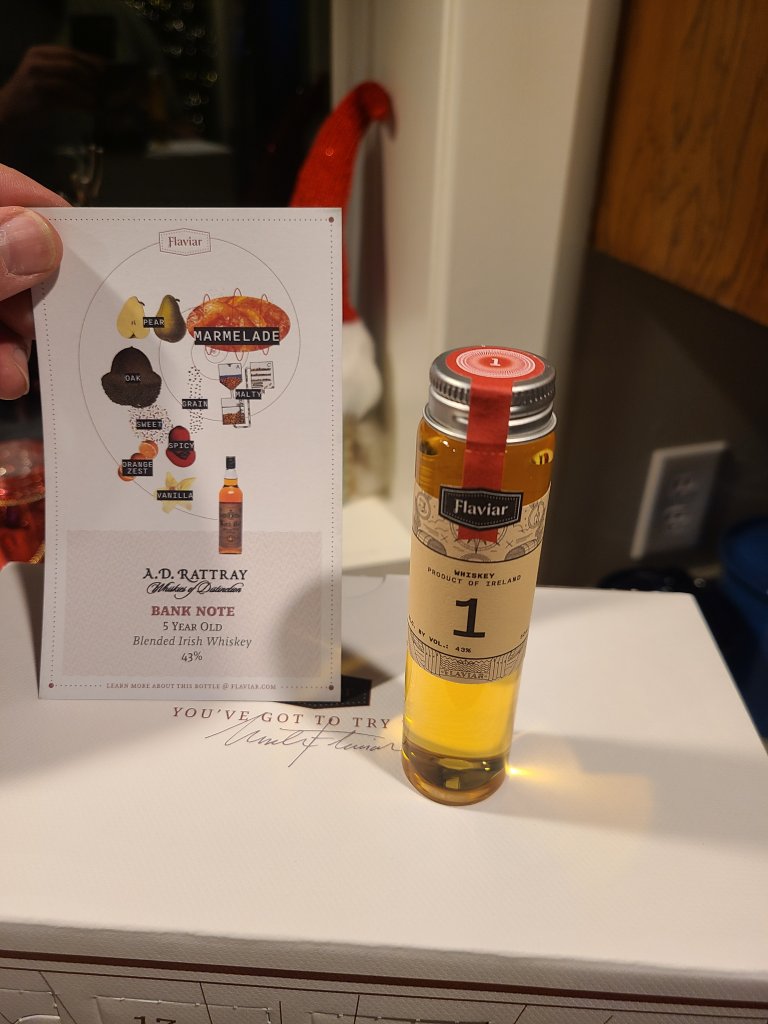 Flaviar
PEAR
MARMELADE
OAK
MALTY
GRAIN
SWEET
SPICY
ORANGE
ZEST
VANILLA
A.D. RATTRAY
Whiskies of Distinction
BANK NOTE
5 YEAR OLD
Blended Irish Whiskey
43%
LEARN MORE ABOUT THIS BOTTLE @ FLAVIAR.COM
1
Flaviar
WHISKEY
PRODUCT OF IRELAND
1
BY VOL.: 43%
FLAVIAR
YOU'VE GOT TO TRY
17